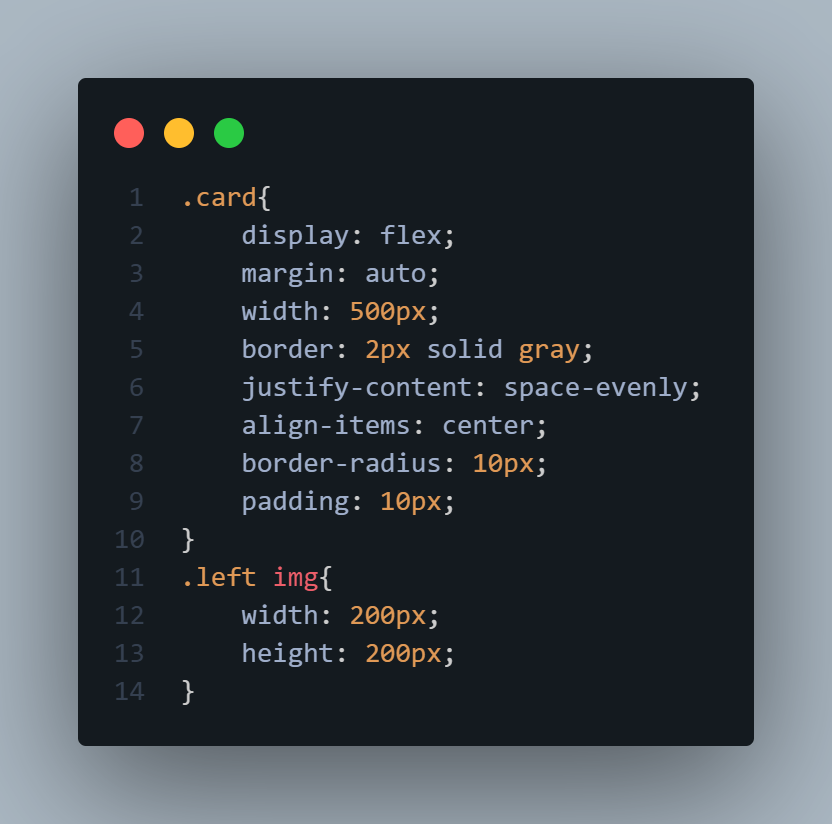 1 .card{
2 display: flex;
3 margin: auto;
4 width: 500px;
5 border: 2px solid gray;
6 justify-content: space-evenly;
7 align-items: center;
8 border-radius: 10px;
9 padding: 10px;
10 }
11 .left img{
12 width: 200px;
13 height: 200px;
14 }